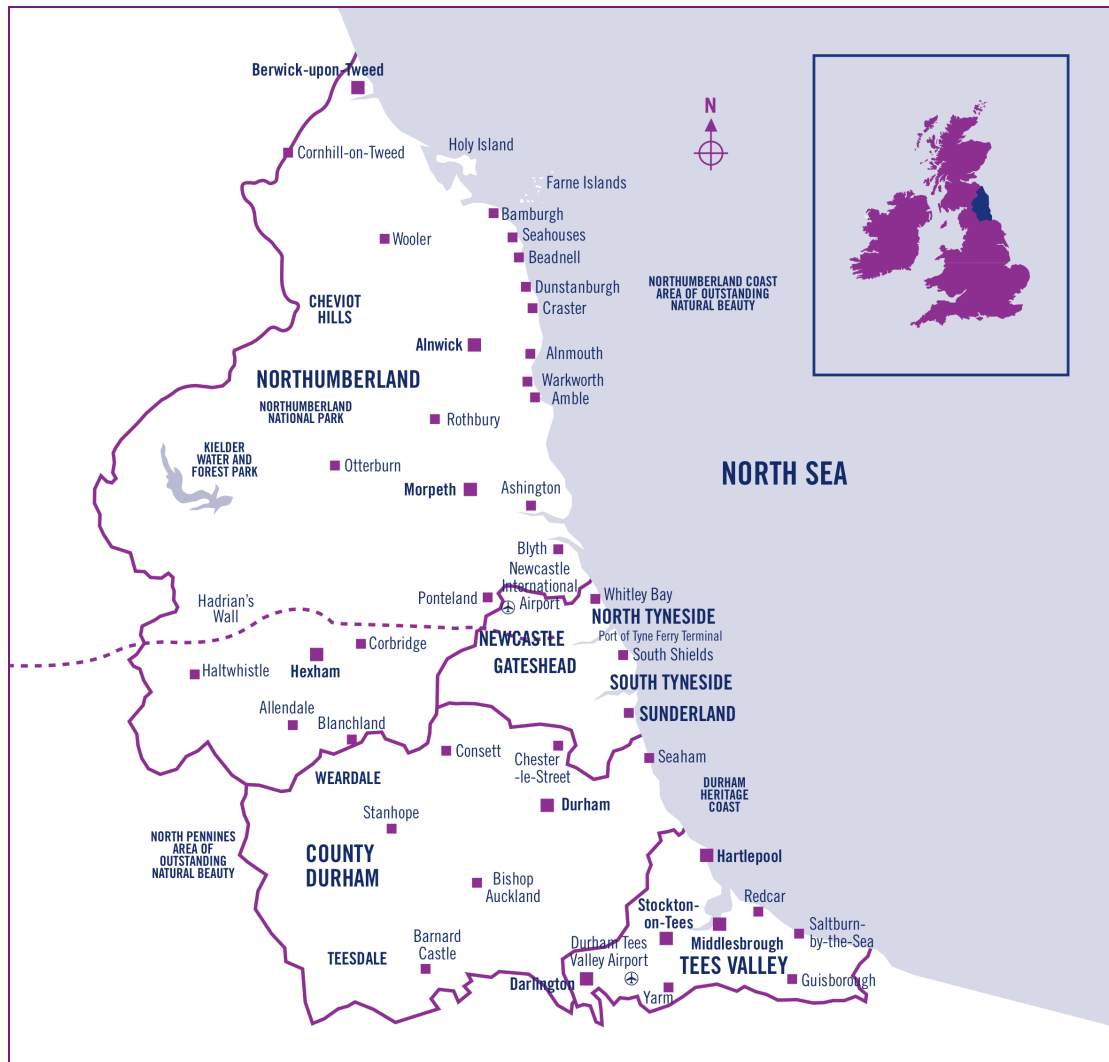 Berwick-upon-Tweed
N
Holy Island
Cornhill-on-Tweed
Farne Islands
Bamburgh
Seahouses
Wooler
Beadnell
Dunstanburgh
NORTHUMBERLAND COAST
AREA OF OUTSTANDING
NATURAL BEAUTY
CHEVIOT
HILLS
Craster
Alnwick
Alnmouth
NORTHUMBERLAND
Warkworth
Amble
NORTHUMBERLAND
NATIONAL PARK
Rothbury
KIELDER
WATER AND
FOREST PARK
Otterburn
NORTH SEA
Morpeth
Ashington
Blyth
Newcastle
International
Airport
Ponteland
Whitley Bay
Hadrian's
Wall
NORTH TYNESIDE
Port of Tyne Ferry Terminal
NEWCASTLE
Corbridge
South Shields
GATESHEAD
Haltwhistle
Hexham
SOUTH TYNESIDE
Allendale
SUNDERLAND
Blanchland
Consett
Chester
-le-Street
Seaham
WEARDALE
DURHAM
HERITAGE
COAST
Durham
Stanhope
NORTH PENNINES
AREA OF
OUTSTANDING
NATURAL BEAUTY
COUNTY
DURHAM
Hartlepool
Bishop
Auckland
Redcar
Stockton-
on-Tees
Saltburn-
by-the-Sea
Middlesbrough
Barnard
Castle
Durham Tees
Valley Airport
TEESDALE
TEES VALLEY
Darlington
Guisborough
Yarm